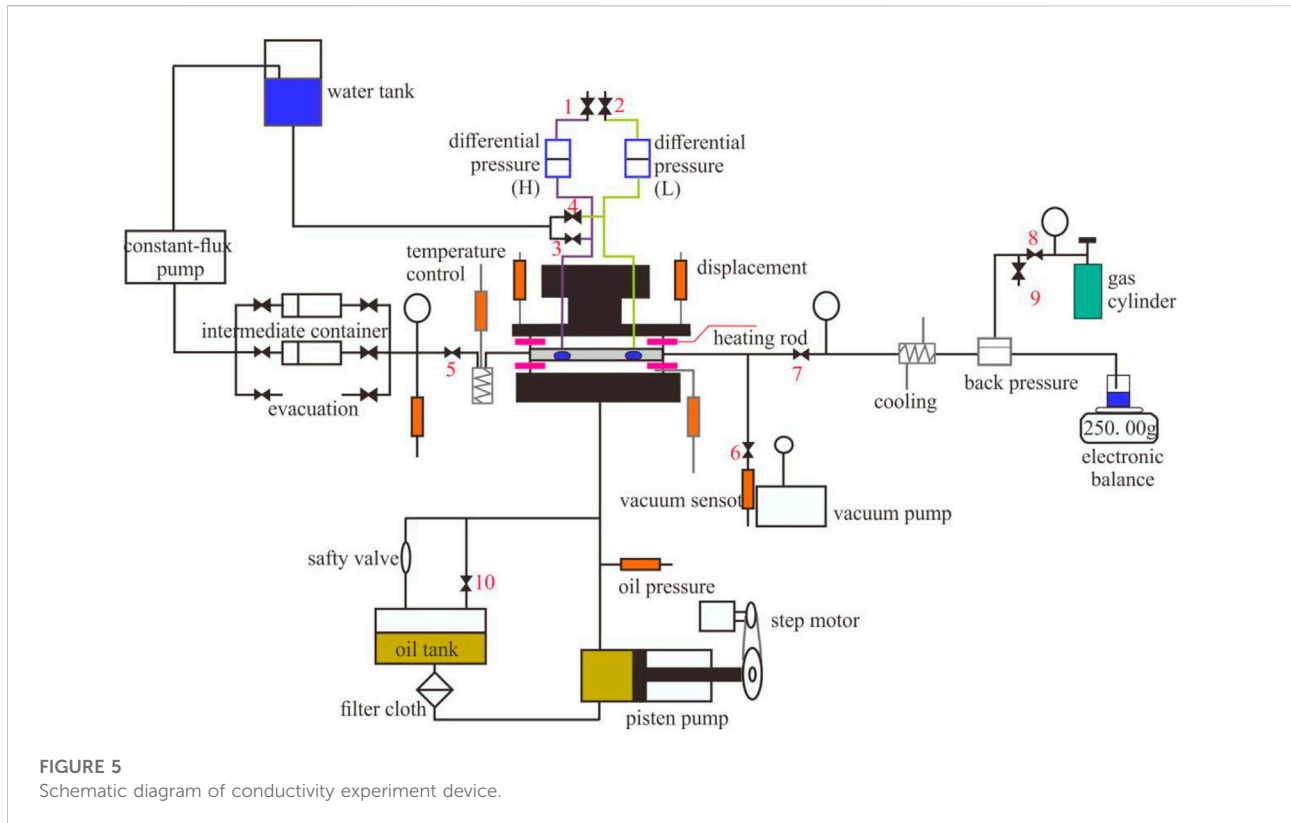 water tank
1
2
differential
pressure
(H)
differential
pressure
(L)
4
3
constant-flux
pump
temperature
control
displacement
8
9
gas
cylinder
intermediate container
5
heating rod
7
back pressure
evacuation
cooling
250. 00g
electronic
balance
6
vacuum sensot
vacuum pump
safty valve
10
oil pressure
step motor
oil tank
filter cloth
pisten pump
FIGURE 5
Schematic diagram of conductivity experiment device.